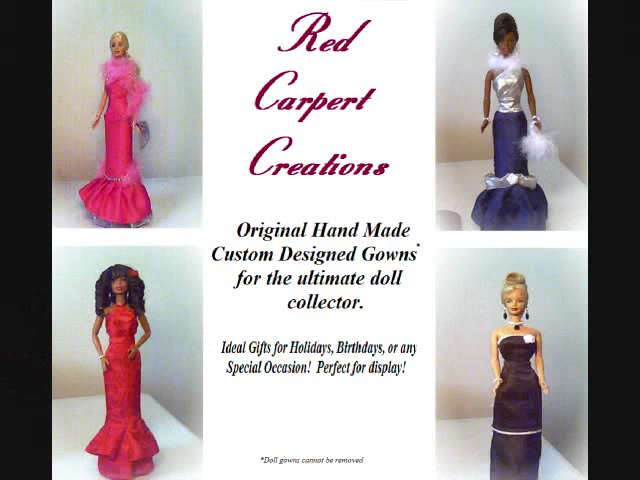 Red
Carpert
Creations
Original Hand Made
Custom Designed Gowns*
for the ultimate doll
collector.
Ideal Gifts for Holidays, Birthdays, or any
Special Occasion! Perfect for display!
*Doll gowns cannot be removed